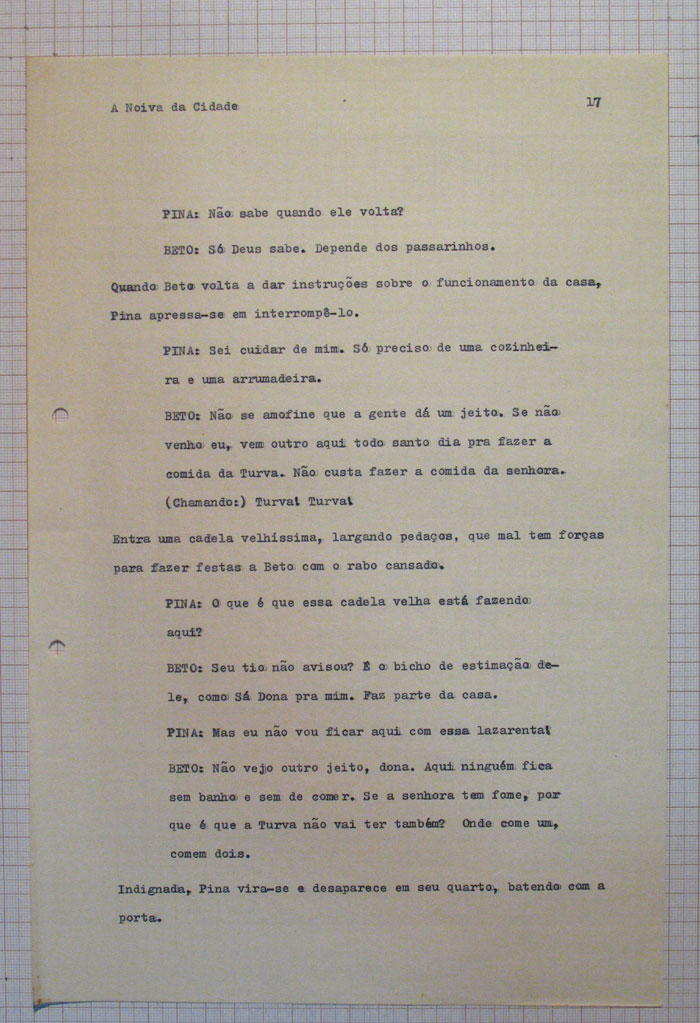 A Noiva da Cidade 17
PINA: Não sabe quando ele volta?
BETO: Só Deus sabe. Depende dos passarinhos.
Quando Beto volta a dar instruções sobre o funcionamento da casa,
Pina apressa-se em interrompê-lo.
PINA: Sei cuidar de mim. Só preciso de uma cozinhei-
ra e uma arrumadeira.
BETO: Não se amofine que a gente dá um jeito. Se não
venho eu, vem outro aqui todo santo dia pra fazer a
comida da Turva. Não custa fazer a comida da senhora.
(Chamando:) Turva! Turva!
Entra uma cadela velhíssima, largando pedaços, que mal tem forças
para fazer festas a Beto com o rabo cansado.
PINA: O que é que essa cadela velha está fazendo
aqui?
BETO: Seu tio não avisou? É o bicho de estimação de-
le, como Sá Dona pra mim. Faz parte da casa.
PINA: Mas eu não vou ficar aqui com essa lazarenta!
BETO: Não vejo outro jeito, dona. Aqui ninguém fica
sem banho e sem de comer. Se a senhora tem fome, por
que é que a Turva não vai ter também? Onde come um,
comem dois.
Indignada, Pina vira-se e desaparece em seu quarto, batendo com a
porta.